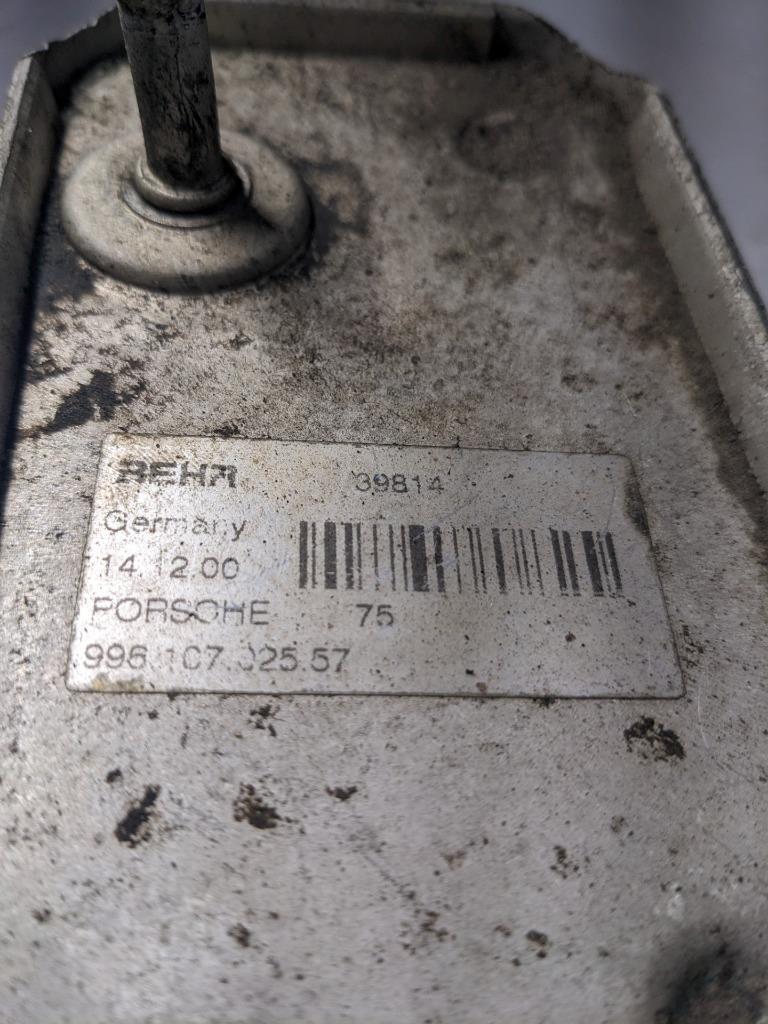 BEHR 39814
Germany
14.12.00
PORSCHE 75
996.107.025.57